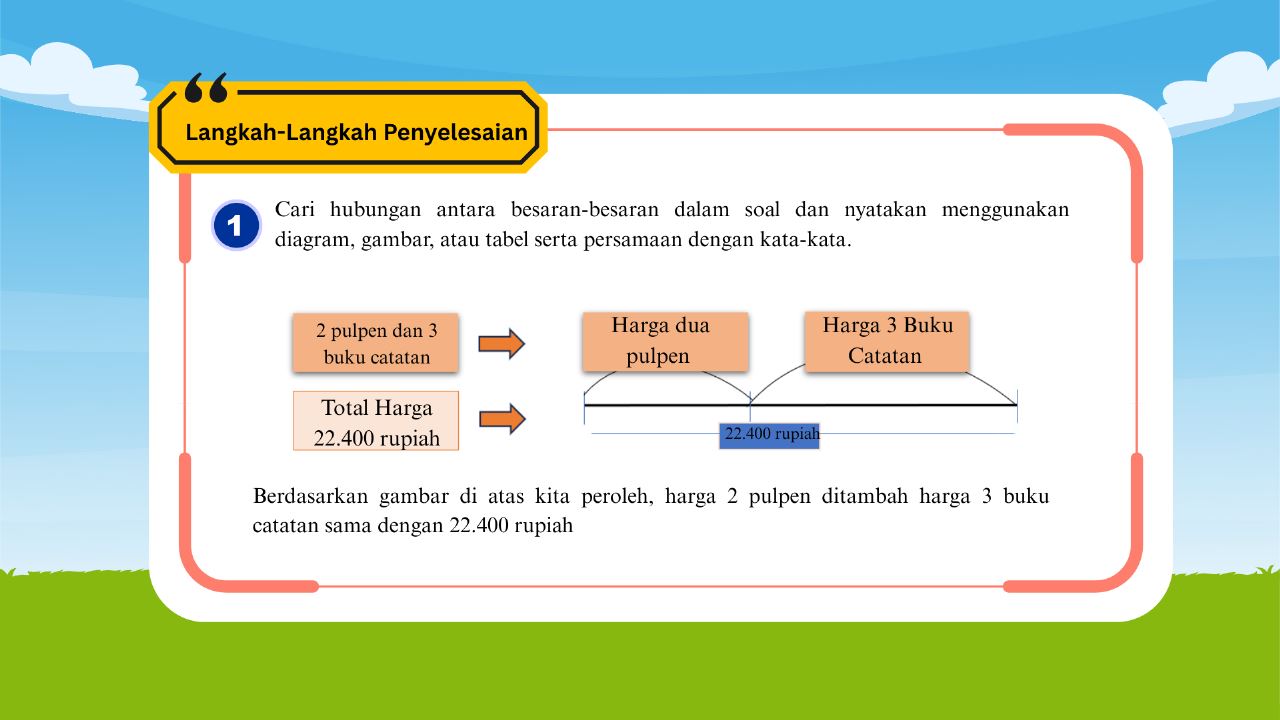 Langkah-Langkah Penyelesaian
1
Cari hubungan antara besaran-besaran dalam soal dan nyatakan menggunakan
diagram, gambar, atau tabel serta persamaan dengan kata-kata.
2 pulpen dan 3
buku catatan
Harga dua
pulpen
Harga 3 Buku
Catatan
Total Harga
22.400 rupiah
22.400 rupiah
Berdasarkan gambar di atas kita peroleh, harga 2 pulpen ditambah harga 3 buku
catatan sama dengan 22.400 rupiah